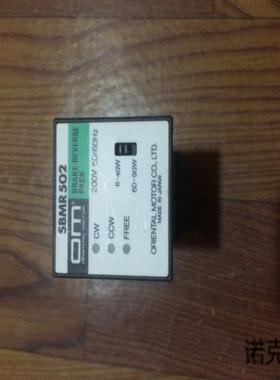 SBMR502
BRAKE REVERSE
PACK
om
200V 50/60Hz
6-40W
60-90W
CW
CCW
FREE
ORIENTAL MOTOR CO.,LTD.
MADE IN JAPAN
诺克